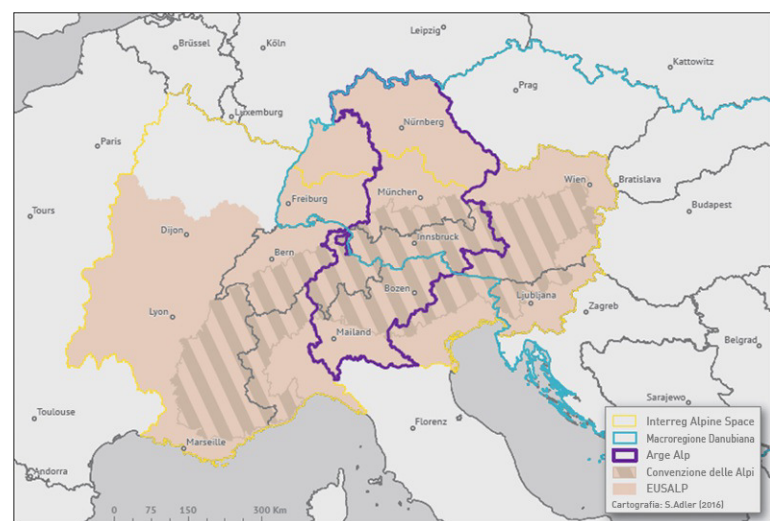 Leipzig
Brüssel
Köln
Kattowitz
Prag
Luxemburg
Nürnberg
Paris
Wien
Bratislava
München
Freiburg
Tours
Budapest
Dijon
Innsbruck
Bern
Bozen
Ljubljana
Zagreb
Lyon
Mailand
Belgrad
Sarajevo
Toulouse
Florenz
Marseille
Andorra
0 75 150 300 Km
Interreg Alpine Space
Macroregione Danubiana
Arge Alp
Convenzione delle Alpi
EUSALP
Cartografia: S.Adler (2016)